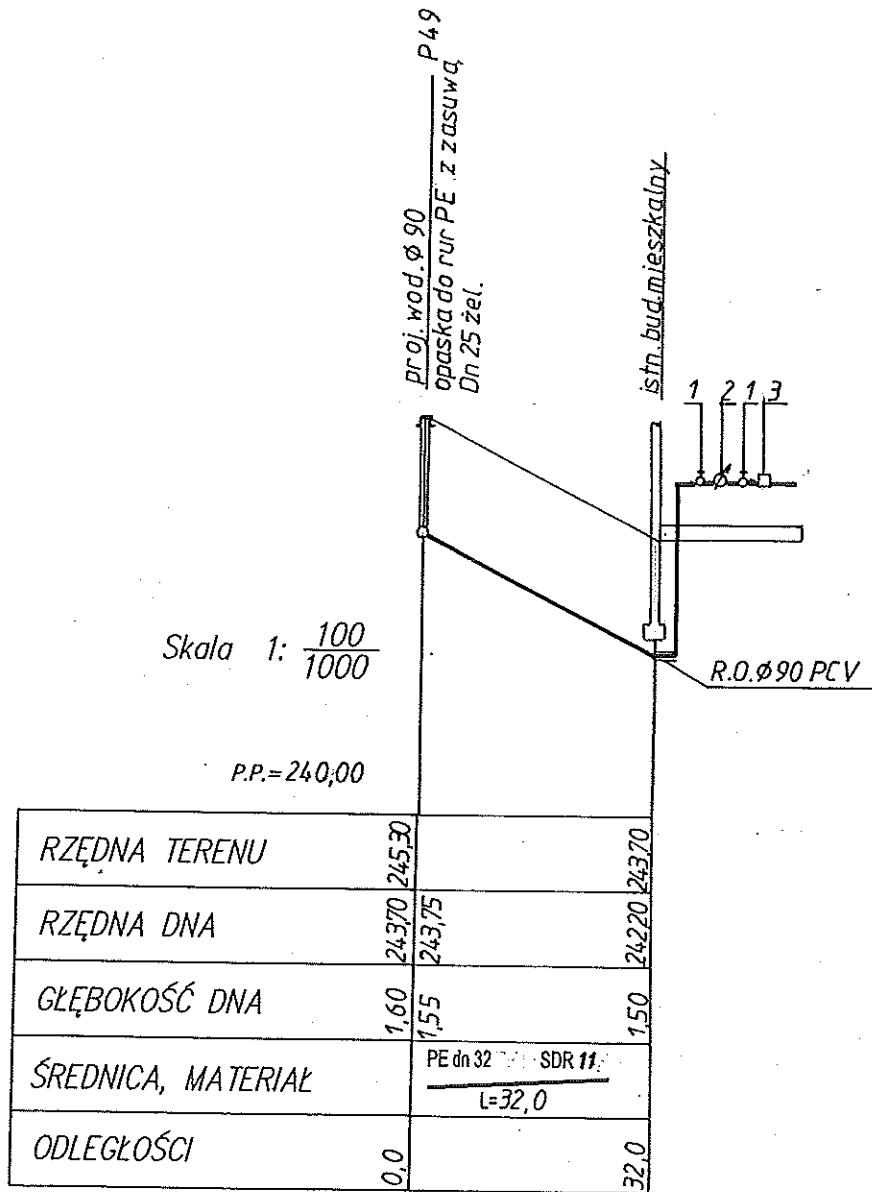 proj. wod. ϕ 90 P49
opaska do rur PE z zasuwą
Dn 25 żel.
istn. bud. mieszkalny
1 2 1 3
Skala 1: 100
1000
R.O. ϕ 90 PCV
P.P.=240,00
RZĘDNA TERENU 245,30 243,70
RZĘDNA DNA 243,70 243,75 242,20
GŁĘBOKOŚĆ DNA 1,60 1,55 1,50
ŚREDNICA, MATERIAŁ PE dn 32 SDR 11
L=32,0
ODLEGŁOŚCI 0,0 32,0